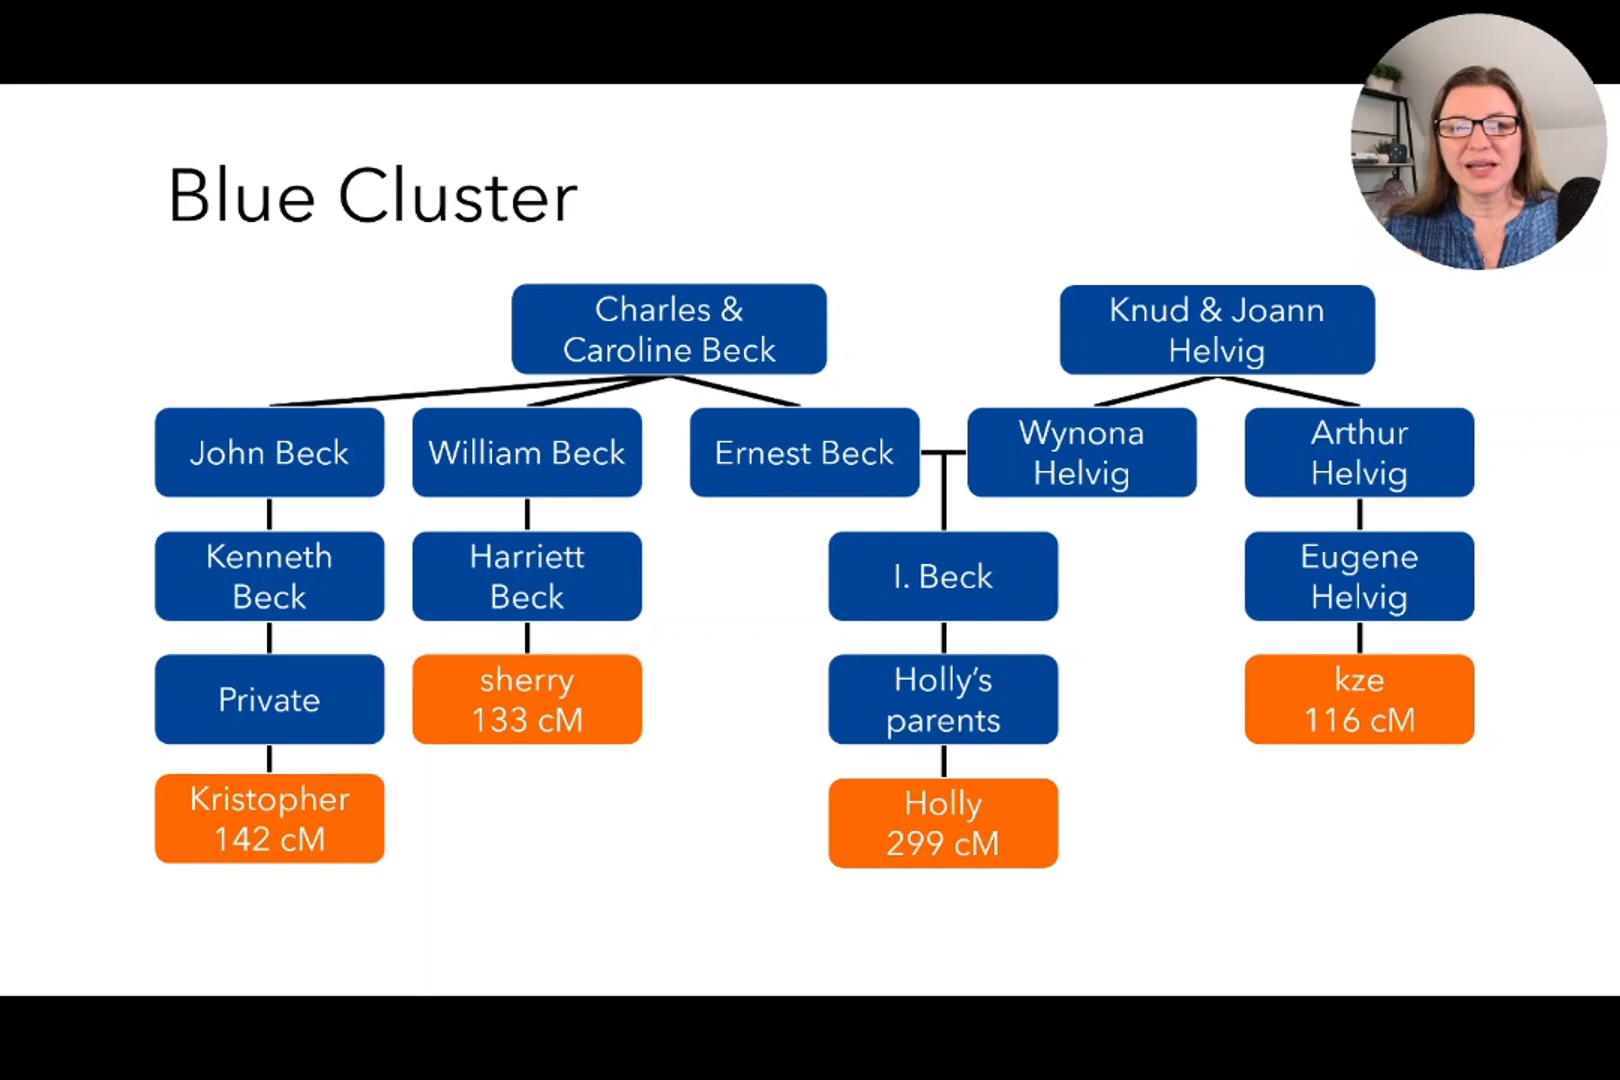 Blue Cluster
Charles &
Caroline Beck
Knud & Joann
Helvig
John Beck
William Beck
Ernest Beck
Wynona
Helvig
Arthur
Helvig
Kenneth
Beck
Harriett
Beck
I. Beck
Eugene
Helvig
Private
sherry
133 cM
Holly’s
parents
kze
116 cM
Kristopher
142 cM
Holly
299 cM